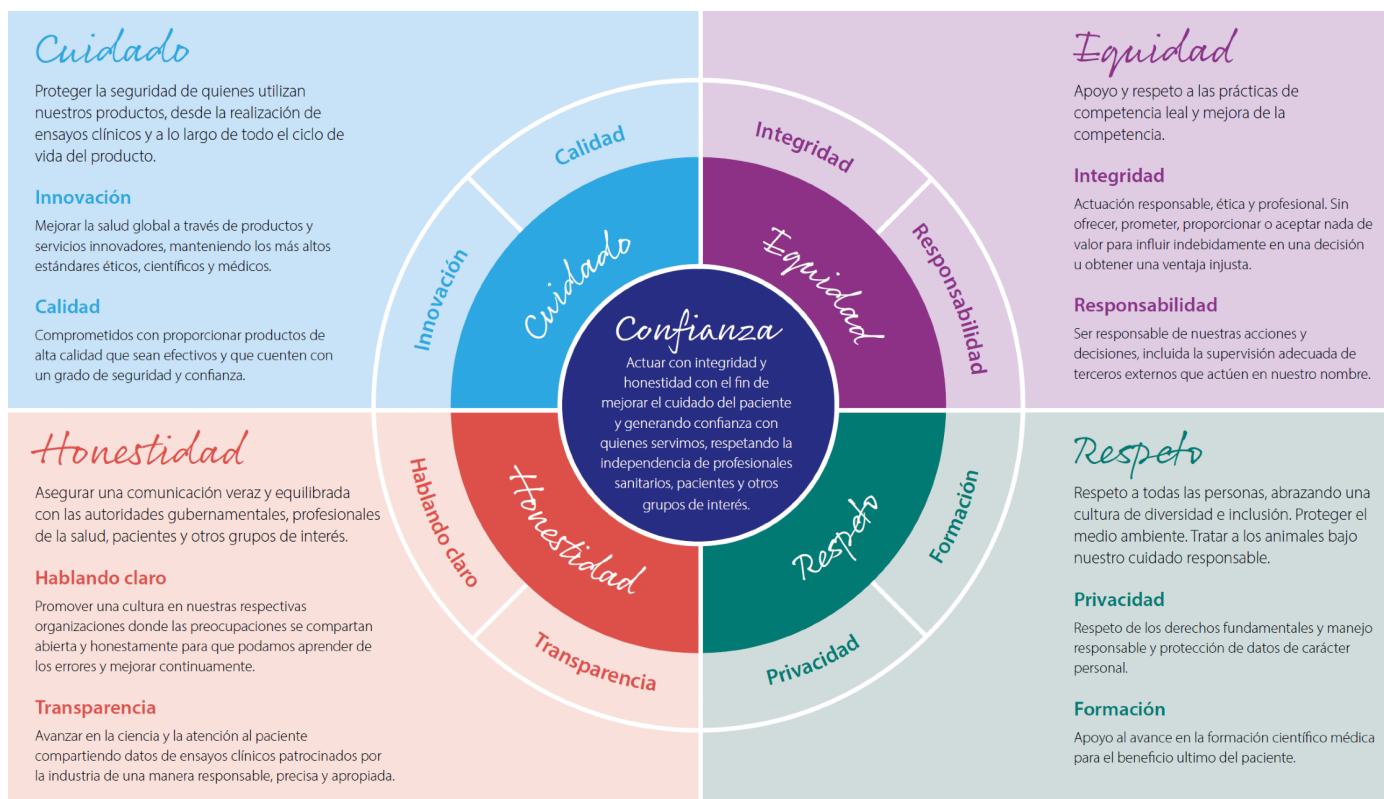 Cuidado
Proteger la seguridad de quienes utilizan
nuestros productos, desde la realización de
ensayos clínicos y a lo largo de todo el ciclo de
vida del producto.
Innovación
Mejorar la salud global a través de productos y
servicios innovadores, manteniendo los más altos
estándares éticos, científicos y médicos.
Calidad
Comprometidos con proporcionar productos de
alta calidad que sean efectivos y que cuenten con
un grado de seguridad y confianza.
Equidad
Apoyo y respeto a las prácticas de
competencia leal y mejora de la
competencia.
Integridad
Actuación responsable, ética y profesional. Sin
ofrecer, prometer, proporcionar o aceptar nada de
valor para influir indebidamente en una decisión
u obtener una ventaja injusta.
Responsabilidad
Ser responsable de nuestras acciones y
decisiones, incluida la supervisión adecuada de
terceros externos que actúen en nuestro nombre.
Calidad
Innovación
Cuidado
Integridad
Responsabilidad
Equidad
Confianza
Actuar con integridad y
honestidad con el fin de
mejorar el cuidado del paciente
y generando confianza con
quienes servimos, respetando la
independencia de profesionales
sanitarios, pacientes y otros
grupos de interés.
Hablando claro
Transparencia
Honestidad
Formación
Privacidad
Respeto
Honestidad
Asegurar una comunicación veraz y equilibrada
con las autoridades gubernamentales, profesionales
de la salud, pacientes y otros grupos de interés.
Hablando claro
Promover una cultura en nuestras respectivas
organizaciones donde las preocupaciones se compartan
abierta y honestamente para que podamos aprender de
los errores y mejorar continuamente.
Transparencia
Avanzar en la ciencia y la atención al paciente
compartiendo datos de ensayos clínicos patrocinados por
la industria de una manera responsable, precisa y apropiada.
Respeto
Respeto a todas las personas, abrazando una
cultura de diversidad e inclusión. Proteger el
medio ambiente. Tratar a los animales bajo
nuestro cuidado responsable.
Privacidad
Respeto de los derechos fundamentales y manejo
responsable y protección de datos de carácter
personal.
Formación
Apoyo al avance en la formación científico médica
para el beneficio ultimo del paciente.